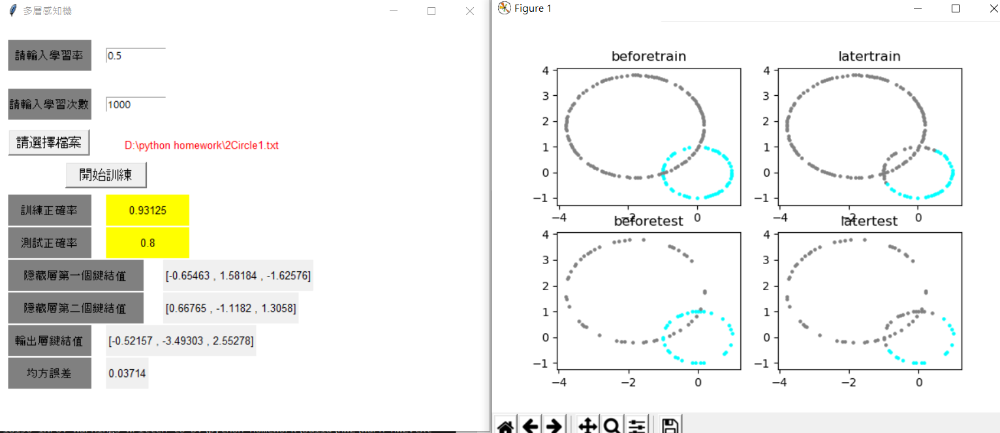 多層感知機
請輸入學習率 0.5
請輸入學習次數 1000
請選擇檔案 D:\python homework\2Circle1.txt
開始訓練
訓練正確率 0.93125
測試正確率 0.8
隱藏層第一個鍵結值 [-0.65463 , 1.58184 , -1.62576]
隱藏層第二個鍵結值 [0.66765 , -1.1182 , 1.3058]
輸出層鍵結值 [-0.52157 , -3.49303 , 2.55278]
均方誤差 0.03714
Figure 1
beforetrain
4
3
2
1
0
−1
−4 −2 0
latertrain
4
3
2
1
0
−1
−4 −2 0
beforetest
4
3
2
1
0
−1
−4 −2 0
latertest
4
3
2
1
0
−1
−4 −2 0